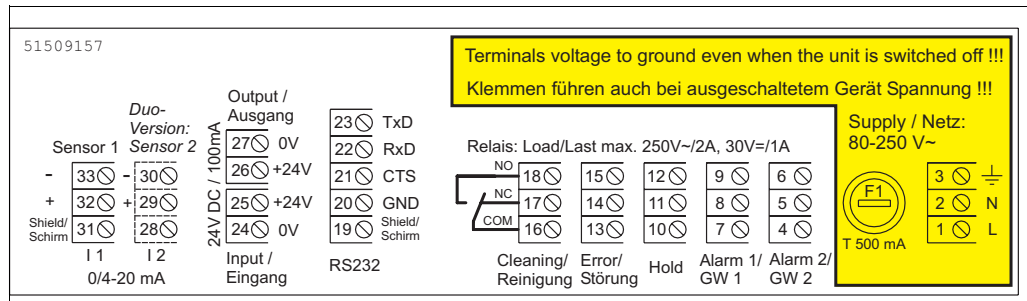 51509157
Terminals voltage to ground even when the unit is switched off !!!
Klemmen führen auch bei ausgeschaltetem Gerät Spannung !!!
Sensor 1
- 33
+ 32
Shield/
Schirm 31
I 1
Duo-
Version:
Sensor 2
- 30
+ 29
28
I 2
0/4-20 mA
24V DC / 100mA
Output /
Ausgang
27 0V
26 +24V
25 +24V
24 0V
Input /
Eingang
23 TxD
22 RxD
21 CTS
20 GND
19 Shield/
Schirm
RS232
Relais: Load/Last max. 250V~/2A, 30V=/1A
NO 18 15 12 9 6
NC 17 14 11 8 5
COM 16 13 10 7 4
Cleaning/
Reinigung
Error/
Störung
Hold
Alarm 1/
GW 1
Alarm 2/
GW 2
Supply / Netz:
80-250 V~
F1
T 500 mA
3
2 N
1 L